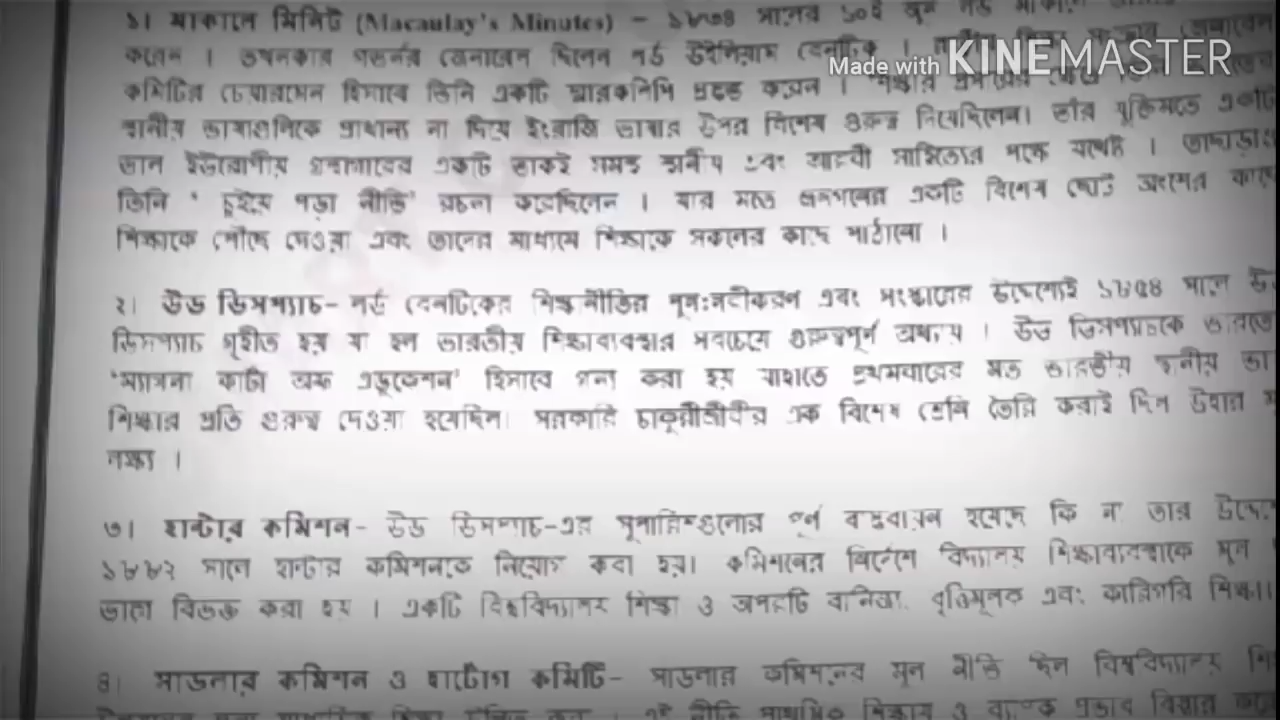 ১। মাকালে মিনিট (Macaulay's Minutes) – ১৮৩৪ সালের ১০ই জুন লর্ড
Made with KINEMASTER
করেন । তখনকার গভর্নর জেনারেল ছিলেন লর্ড উইলিয়াম বেনটিক ।
কমিটির চেয়ারমেন হিসাবে তিনি একটি স্মারকলিপি প্রস্তুত করেন ।
স্থানীয় ভাষাগুলিকে প্রাধান্য না দিয়ে ইংরাজি ভাষার উপর বিশেষ গুরুত্ব দিয়েছিলেন। তাঁর যুক্তিমতে একটি
ভাল ইউরোপীয় গ্রন্থাগারের একটি তাকই সমস্ত ভারতীয় এবং আরবী সাহিত্যের পক্ষে যথেষ্ট । তাছাড়াও
তিনি ' চুইয়ে পড়া নীতি' রচনা করেছিলেন । যার মতে জনগনের একটি বিশেষ ছোট অংশের কাছে
শিক্ষাকে পৌঁছে দেওয়া এবং তাদের মাধ্যমে শিক্ষাকে সকলের কাছে পাঠানো ।
২। উড ডিসপ্যাচ– লর্ড বেনটিকের শিক্ষানীতির পুন:নবীকরণ এবং সংস্কারের উদ্দেশ্যেই ১৮৫৪ সালে
ডিসপ্যাচ গৃহীত হয় যা হল ভারতীয় শিক্ষাব্যবস্থার সবচেয়ে গুরুত্বপূর্ণ অধ্যায় । উড ডিসপ্যাচকে
'ম্যাগনা কার্টা অফ এডুকেশন' হিসাবে গন্য করা হয় যাহাতে প্রথমবারের মত ভারতীয় স্থানীয়
শিক্ষার প্রতি গুরুত্ব দেওয়া হয়েছিল। সরকারি চাকুরীজীবীর এক বিশেষ শ্রেনি তৈরি করাই ছিল উহার
লক্ষ্য ।
৩। হান্টার কমিশন– উড ডিসপ্যাচ-এর সুপারিশগুলোর পূর্ন বাস্তবায়ন হয়েছে কি না তার
১৮৮২ সালে হান্টার কমিশনকে নিয়োগ করা হয়। কমিশনের নির্দেশে বিদ্যালয় শিক্ষাব্যবস্থাকে মূল
ভাগে বিভক্ত করা হয় । একটি বিশ্ববিদ্যালয় শিক্ষা ও অপরটি বানিজ্য, বৃত্তিমূলক এবং কারিগরি শিক্ষা।
৪। সাডলার কমিশন ও হার্টোগ কমিটি– সাডলার কমিশনের মূল নীতি ছিল বিশ্ববিদ্যালয়